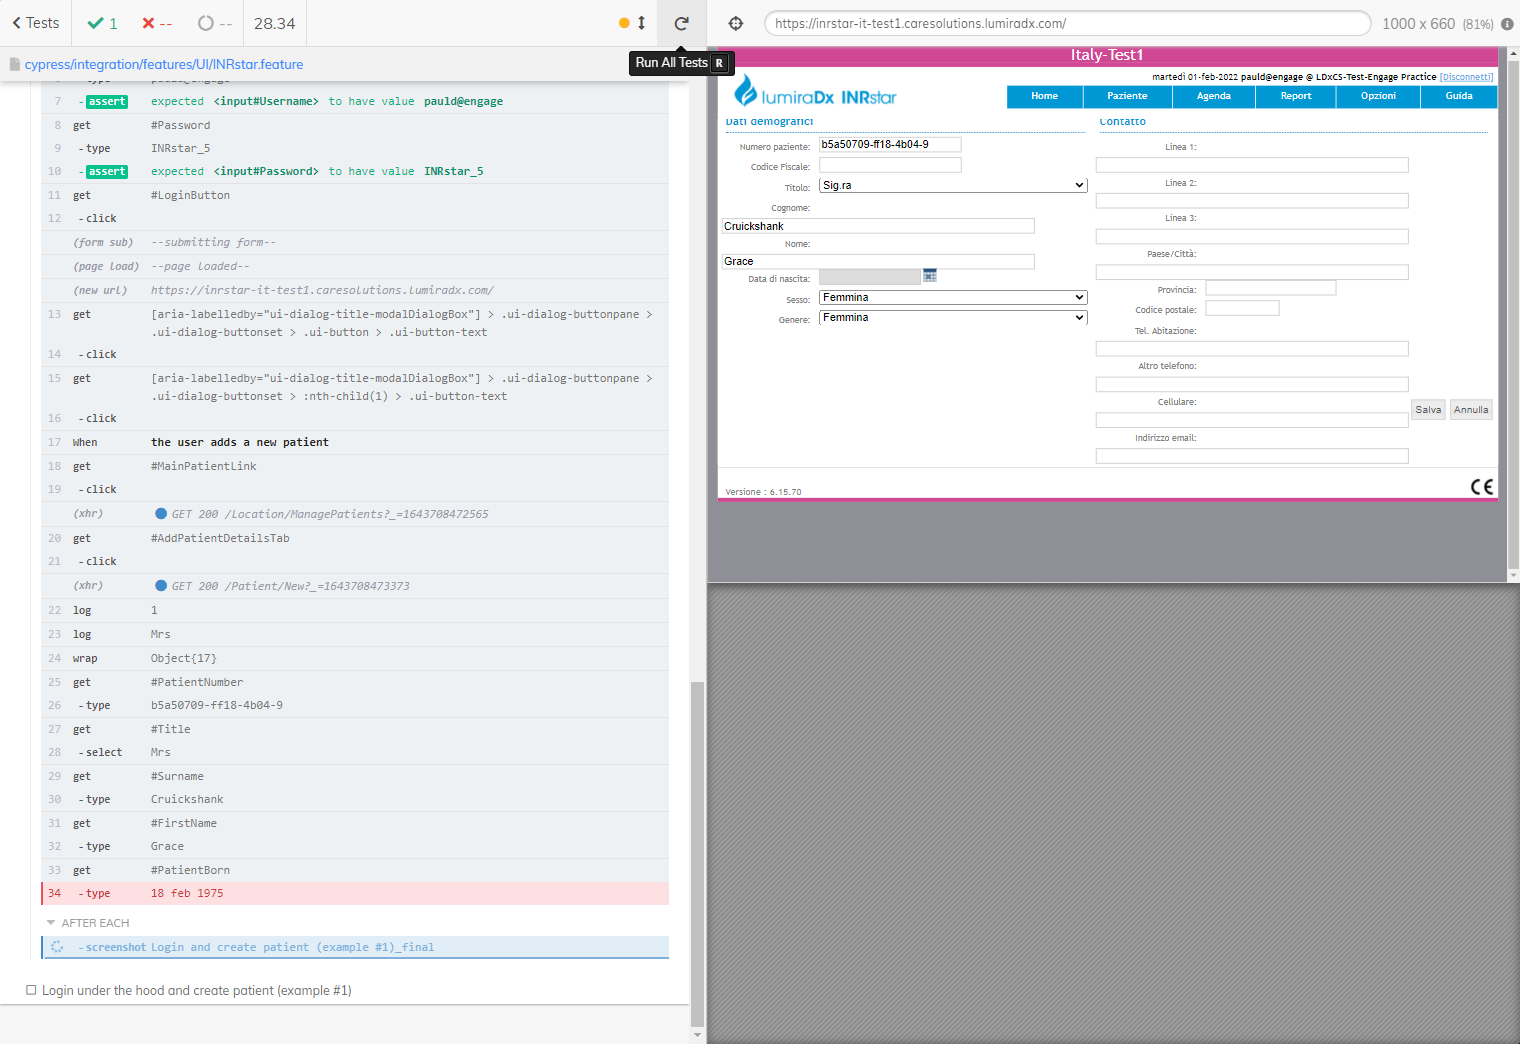 Tests
1
--
--
28.34
https://inrstar-it-test1.caresolutions.lumiradx.com/
1000 x 660 (81%)
cypress/integration/features/UI/INRstar.feature
Run All Tests R
7 -assert expected <input#Username> to have value pauld@engage
8 get #Password
9 -type INRstar_5
10 -assert expected <input#Password> to have value INRstar_5
11 get #LoginButton
12 -click
(form sub) --submitting form--
(page load) --page loaded--
(new url) https://inrstar-it-test1.caresolutions.lumiradx.com/
13 get [aria-labelledby="ui-dialog-title-modalDialogBox"] > .ui-dialog-buttonpane >
.ui-dialog-buttonset > .ui-button > .ui-button-text
14 -click
15 get [aria-labelledby="ui-dialog-title-modalDialogBox"] > .ui-dialog-buttonpane >
.ui-dialog-buttonset > :nth-child(1) > .ui-button-text
16 -click
17 When the user adds a new patient
18 get #MainPatientLink
19 -click
(xhr) GET 200 /Location/ManagePatients?_=1643708472565
20 get #AddPatientDetailsTab
21 -click
(xhr) GET 200 /Patient/New?_=1643708473373
22 log 1
23 log Mrs
24 wrap Object{17}
25 get #PatientNumber
26 -type b5a50709-ff18-4b04-9
27 get #Title
28 -select Mrs
29 get #Surname
30 -type Cruickshank
31 get #FirstName
32 -type Grace
33 get #PatientBorn
34 -type 18 feb 1975
AFTER EACH
-screenshot Login and create patient (example #1)_final
Login under the hood and create patient (example #1)
Italy-Test1
martedì 01-feb-2022 pauld@engage @ LDxCS-Test-Engage Practice [Disconnetti]
lumiraDx INRstar
Home Paziente Agenda Report Opzioni Guida
Dati demografici
Numero paziente: b5a50709-ff18-4b04-9
Codice Fiscale:
Titolo: Sig.ra
Cognome:
Cruickshank
Nome:
Grace
Data di nascita:
Sesso: Femmina
Genere: Femmina
Contatto
Linea 1:
Linea 2:
Linea 3:
Paese/Città:
Provincia:
Codice postale:
Tel. Abitazione:
Altro telefono:
Cellulare:
Salva Annulla
Indirizzo email:
Versione : 6.15.70
CE